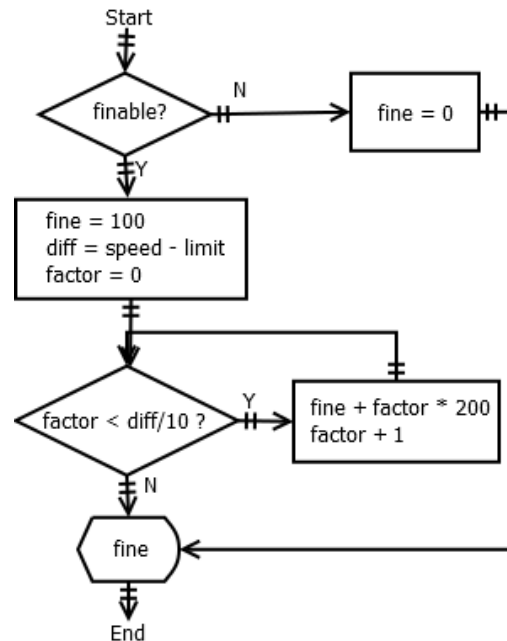 Start
finable?
N
fine = 0
Y
fine = 100
diff = speed - limit
factor = 0
factor < diff/10 ?
Y
fine + factor * 200
factor + 1
N
fine
End